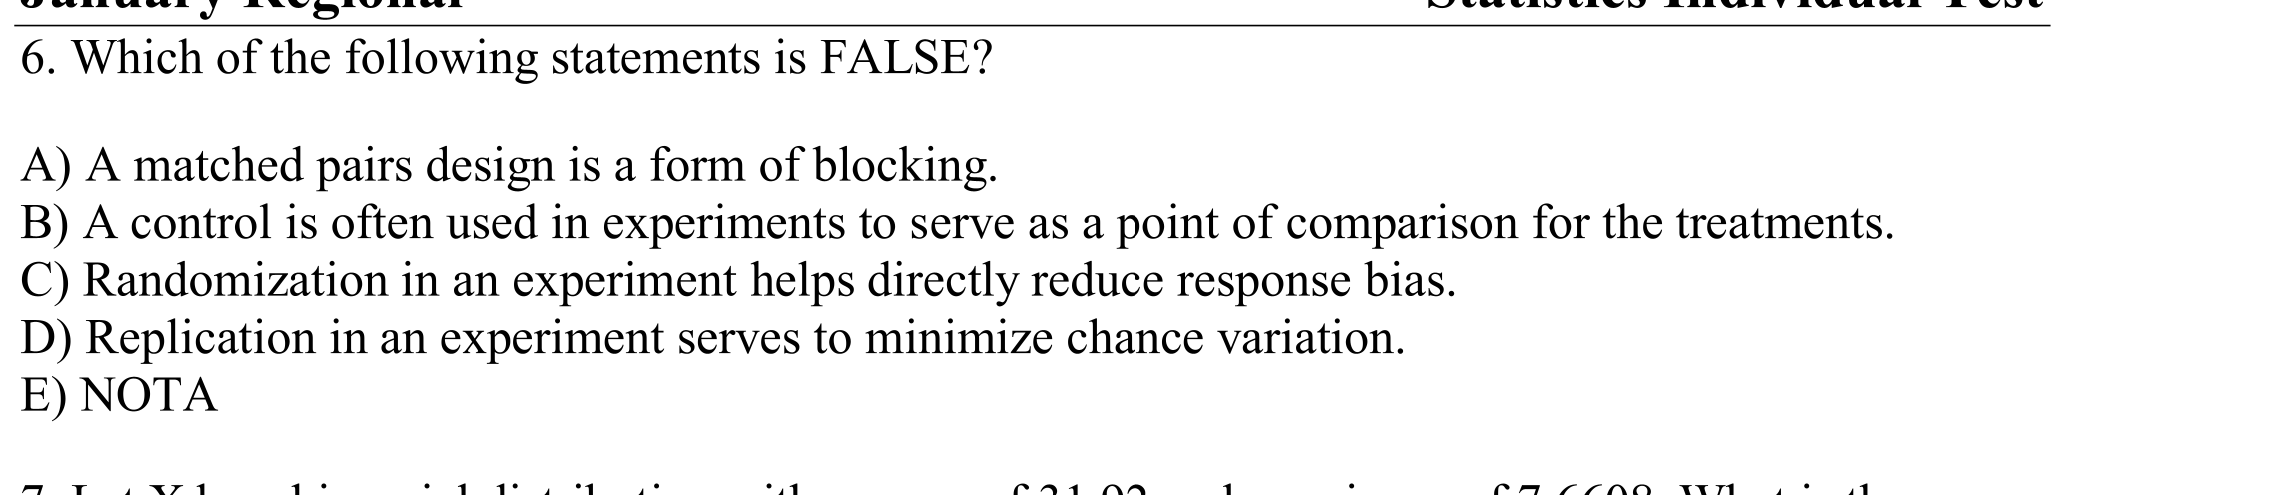 January Regional Statistics Individual Test
6. Which of the following statements is FALSE?
A) A matched pairs design is a form of blocking.
B) A control is often used in experiments to serve as a point of comparison for the treatments.
C) Randomization in an experiment helps directly reduce response bias.
D) Replication in an experiment serves to minimize chance variation.
E) NOTA